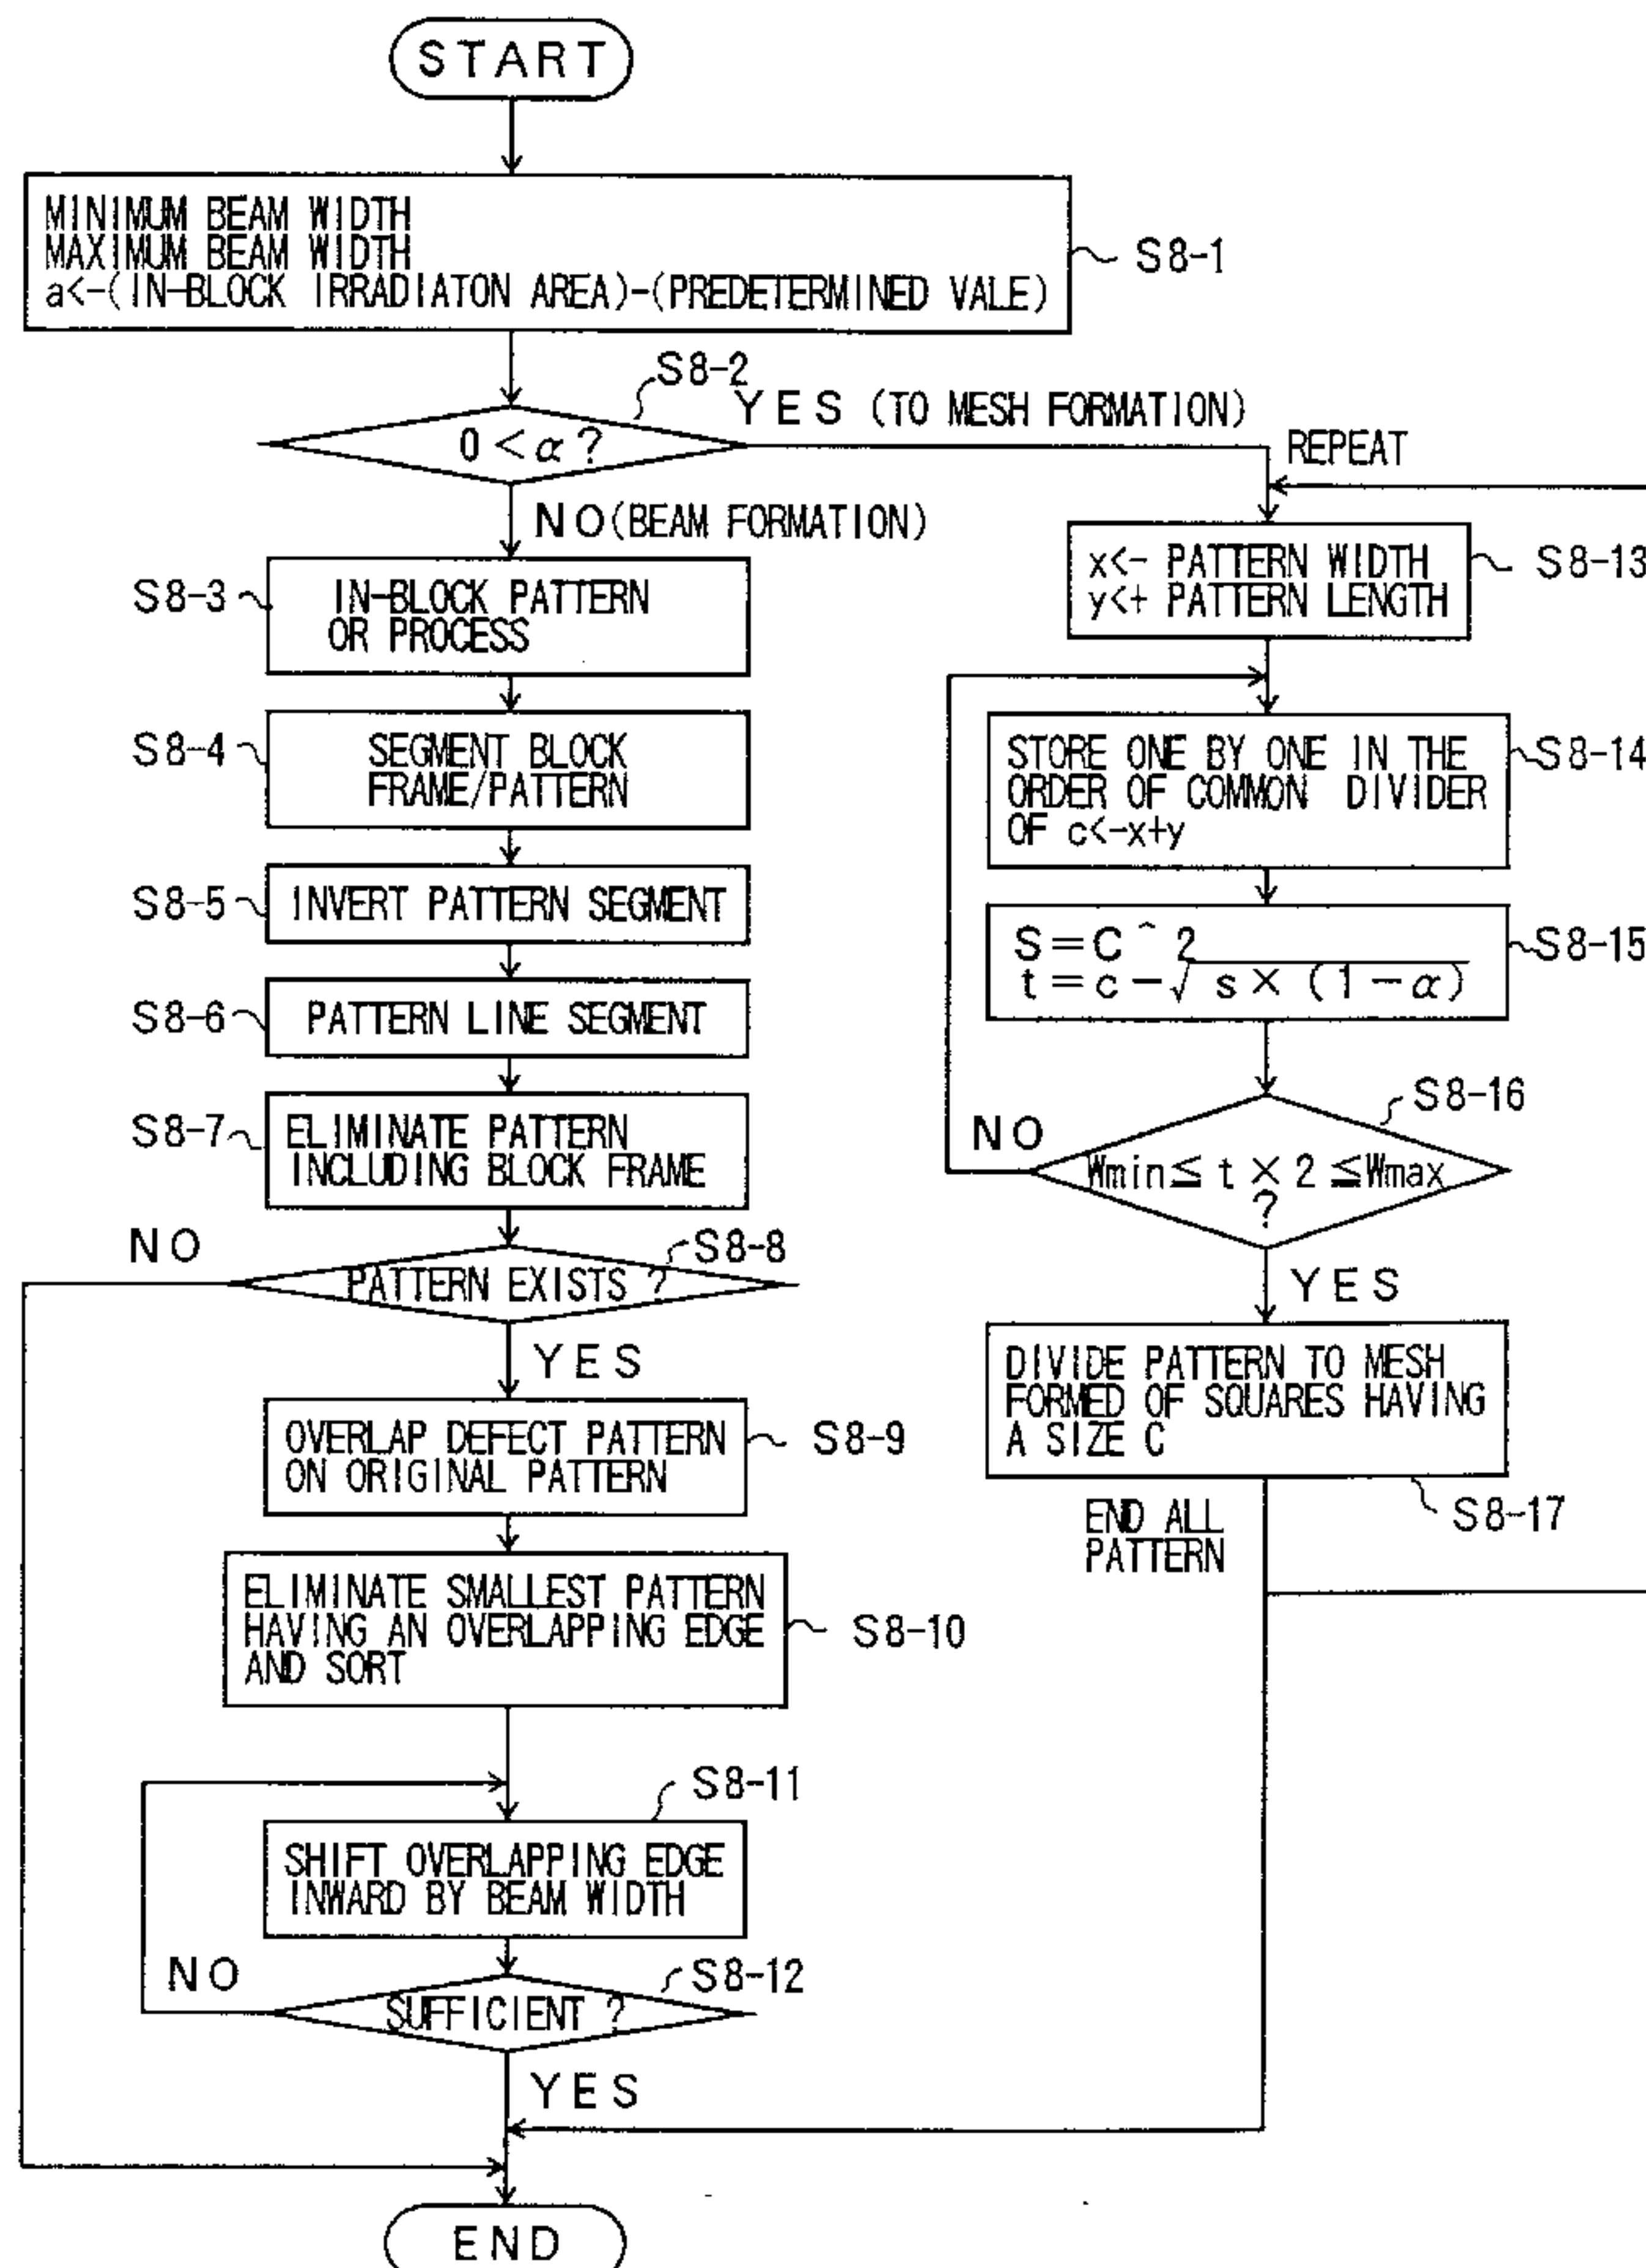 START
MINIMUM BEAM WIDTH
MAXIMUM BEAM WIDTH
a<-(IN-BLOCK IRRADIATON AREA)-(PREDETERMINED VALE)
S8-1
S8-2
0<α?
YES (TO MESH FORMATION)
REPEAT
NO(BEAM FORMATION)
S8-3
IN-BLOCK PATTERN
OR PROCESS
S8-4
SEGMENT BLOCK
FRAME/PATTERN
S8-5
INVERT PATTERN SEGMENT
S8-6
PATTERN LINE SEGMENT
S8-7
ELIMINATE PATTERN
INCLUDING BLOCK FRAME
NO
S8-8
PATTERN EXISTS ?
YES
OVERLAP DEFECT PATTERN
ON ORIGINAL PATTERN
S8-9
ELIMINATE SMALLEST PATTERN
HAVING AN OVERLAPPING EDGE
AND SORT
S8-10
S8-11
SHIFT OVERLAPPING EDGE
INWARD BY BEAM WIDTH
NO
S8-12
SUFFICIENT ?
YES
x<- PATTERN WIDTH
y<+ PATTERN LENGTH
S8-13
STORE ONE BY ONE IN THE
ORDER OF COMMON DIVIDER
OF c<-x+y
S8-14
S=C^2
t=c-√s×(1-α)
S8-15
S8-16
NO
Wmin≤ t × 2 ≦Wmax
?
YES
DIVIDE PATTERN TO MESH
FORMED OF SQUARES HAVING
A SIZE C
S8-17
END ALL
PATTERN
END